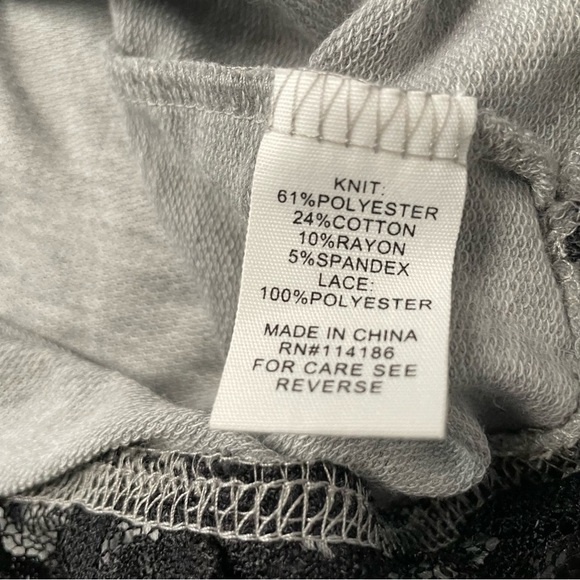 KNIT:
61%POLYESTER
24%COTTON
10%RAYON
5%SPANDEX
LACE:
100%POLYESTER
MADE IN CHINA
RN#114186
FOR CARE SEE
REVERSE